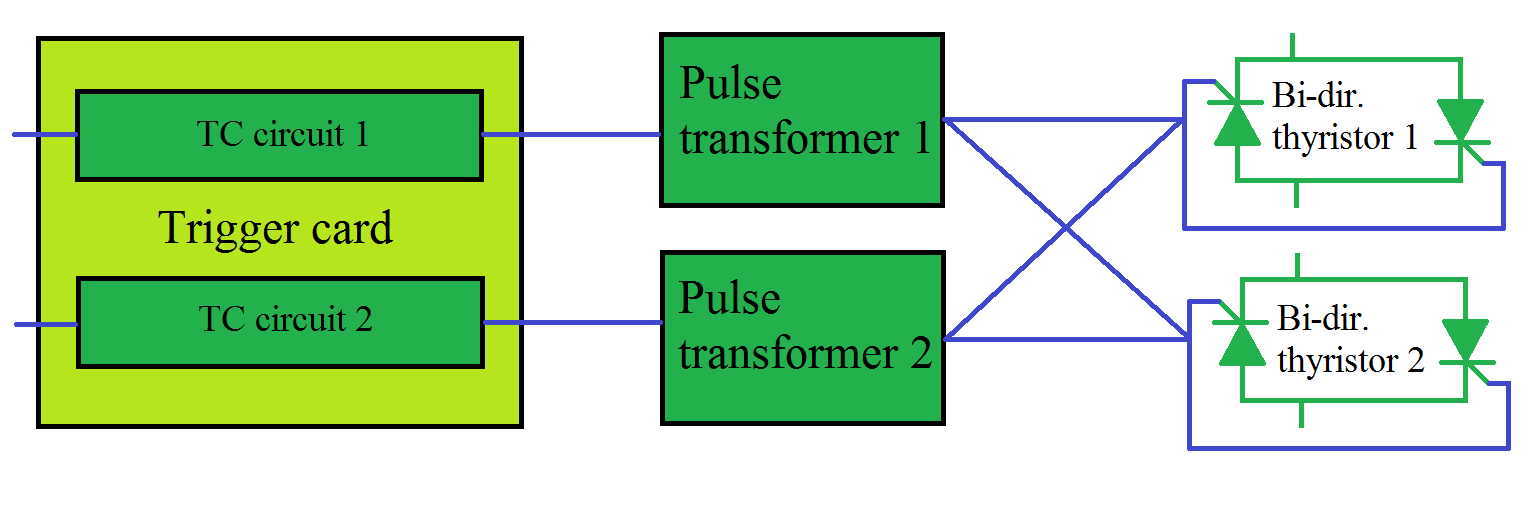 TC circuit 1
Trigger card
TC circuit 2
Pulse
transformer 1
Pulse
transformer 2
Bi-dir.
thyristor 1
Bi-dir.
thyristor 2